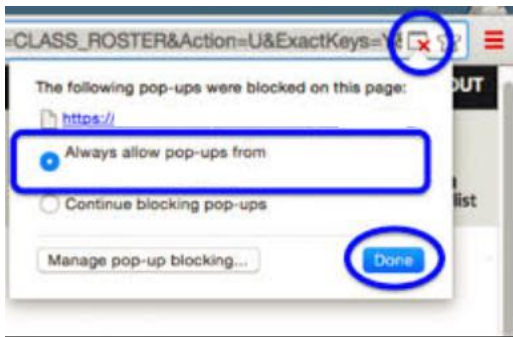 =CLASS_ROSTER&Action=U&ExactKeys=Y
OUT
The following pop-ups were blocked on this page:
https://
Always allow pop-ups from
Continue blocking pop-ups
list
Manage pop-up blocking...
Done